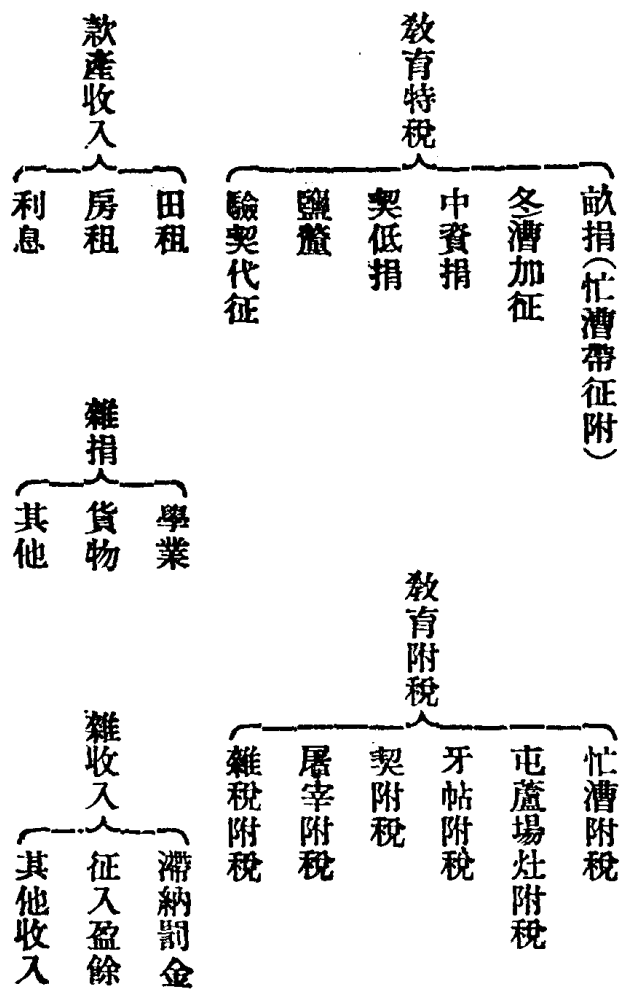 教育特稅
畝捐（忙漕帶征附）
冬漕加征
中資捐
契低捐
鹽釐
驗契代征
教育附稅
忙漕附稅
屯蘆場灶附稅
牙帖附稅
契附稅
屠宰附稅
雜稅附稅
款產收入
田租
房租
利息
雜捐
學業
貨物
其他
雜收入
滯納罰金
征入盈餘
其他收入